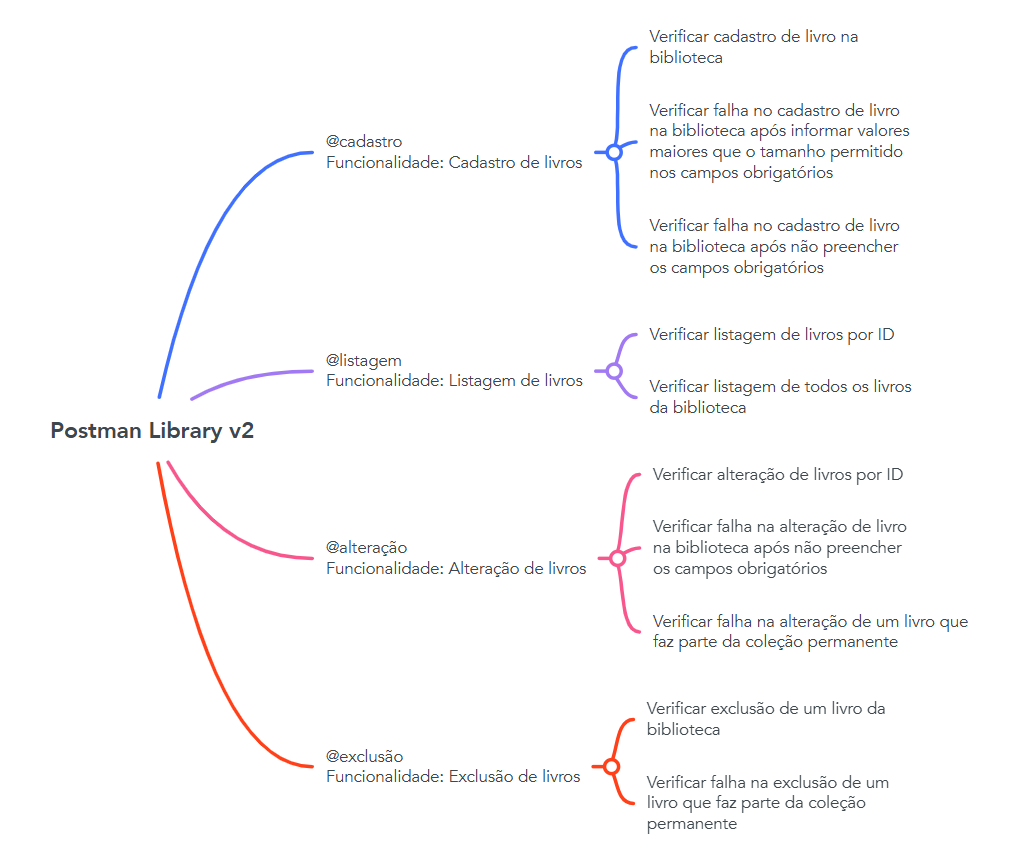 Verificar cadastro de livro na
biblioteca
Verificar falha no cadastro de livro
na biblioteca após informar valores
maiores que o tamanho permitido
nos campos obrigatórios
@cadastro
Funcionalidade: Cadastro de livros
Verificar falha no cadastro de livro
na biblioteca após não preencher
os campos obrigatórios
Verificar listagem de livros por ID
@listagem
Funcionalidade: Listagem de livros
Verificar listagem de todos os livros
da biblioteca
Postman Library v2
Verificar alteração de livros por ID
Verificar falha na alteração de livro
na biblioteca após não preencher
os campos obrigatórios
@alteração
Funcionalidade: Alteração de livros
Verificar falha na alteração de um livro que
faz parte da coleção permanente
Verificar exclusão de um livro da
biblioteca
@exclusão
Funcionalidade: Exclusão de livros
Verificar falha na exclusão de um
livro que faz parte da coleção
permanente